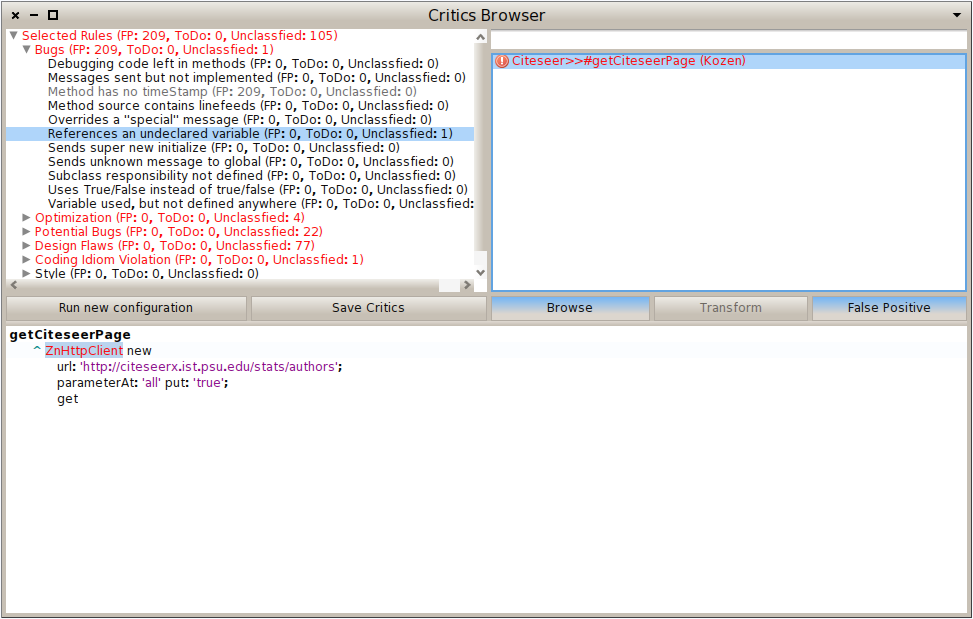 Critics Browser
Selected Rules (FP: 209, ToDo: 0, Unclassfied: 105)
Bugs (FP: 209, ToDo: 0, Unclassfied: 1)
Debugging code left in methods (FP: 0, ToDo: 0, Unclassfied: 0)
Messages sent but not implemented (FP: 0, ToDo: 0, Unclassfied: 0)
Method has no timeStamp (FP: 209, ToDo: 0, Unclassfied: 0)
Method source contains linefeeds (FP: 0, ToDo: 0, Unclassfied: 0)
Overrides a "special" message (FP: 0, ToDo: 0, Unclassfied: 0)
References an undeclared variable (FP: 0, ToDo: 0, Unclassfied: 1)
Sends super new initialize (FP: 0, ToDo: 0, Unclassfied: 0)
Sends unknown message to global (FP: 0, ToDo: 0, Unclassfied: 0)
Subclass responsibility not defined (FP: 0, ToDo: 0, Unclassfied: 0)
Uses True/False instead of true/false (FP: 0, ToDo: 0, Unclassfied: 0)
Variable used, but not defined anywhere (FP: 0, ToDo: 0, Unclassfied:
Optimization (FP: 0, ToDo: 0, Unclassfied: 4)
Potential Bugs (FP: 0, ToDo: 0, Unclassfied: 22)
Design Flaws (FP: 0, ToDo: 0, Unclassfied: 77)
Coding Idiom Violation (FP: 0, ToDo: 0, Unclassfied: 1)
Style (FP: 0, ToDo: 0, Unclassfied: 0)
Citeseer>>#getCiteseerPage (Kozen)
Run new configuration
Save Critics
Browse
Transform
False Positive
getCiteseerPage
^ ZnHttpClient new
url: 'http://citeseerx.ist.psu.edu/stats/authors';
parameterAt: 'all' put: 'true';
get